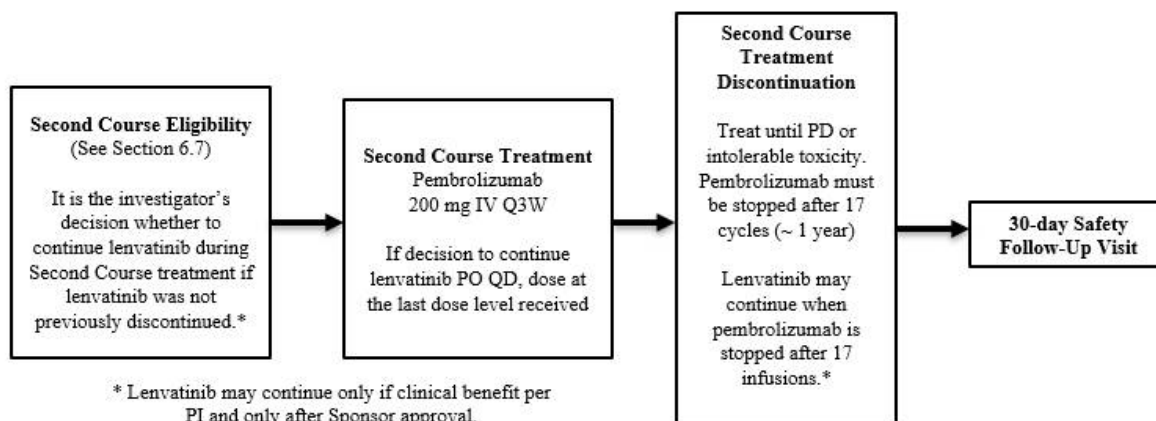 Second Course Eligibility
(See Section 6.7)
It is the investigator's
decision whether to
continue lenvatinib during
Second Course treatment if
lenvatinib was not
previously discontinued.*
Second Course Treatment
Pembrolizumab
200 mg IV Q3W
If decision to continue
lenvatinib PO QD, dose at
the last dose level received
Second Course
Treatment
Discontinuation
Treat until PD or
intolerable toxicity.
Pembrolizumab must
be stopped after 17
cycles (~ 1 year)
Lenvatinib may
continue when
pembrolizumab is
stopped after 17
infusions.*
30-day Safety
Follow-Up Visit
* Lenvatinib may continue only if clinical benefit per
PI and only after Sponsor approval.